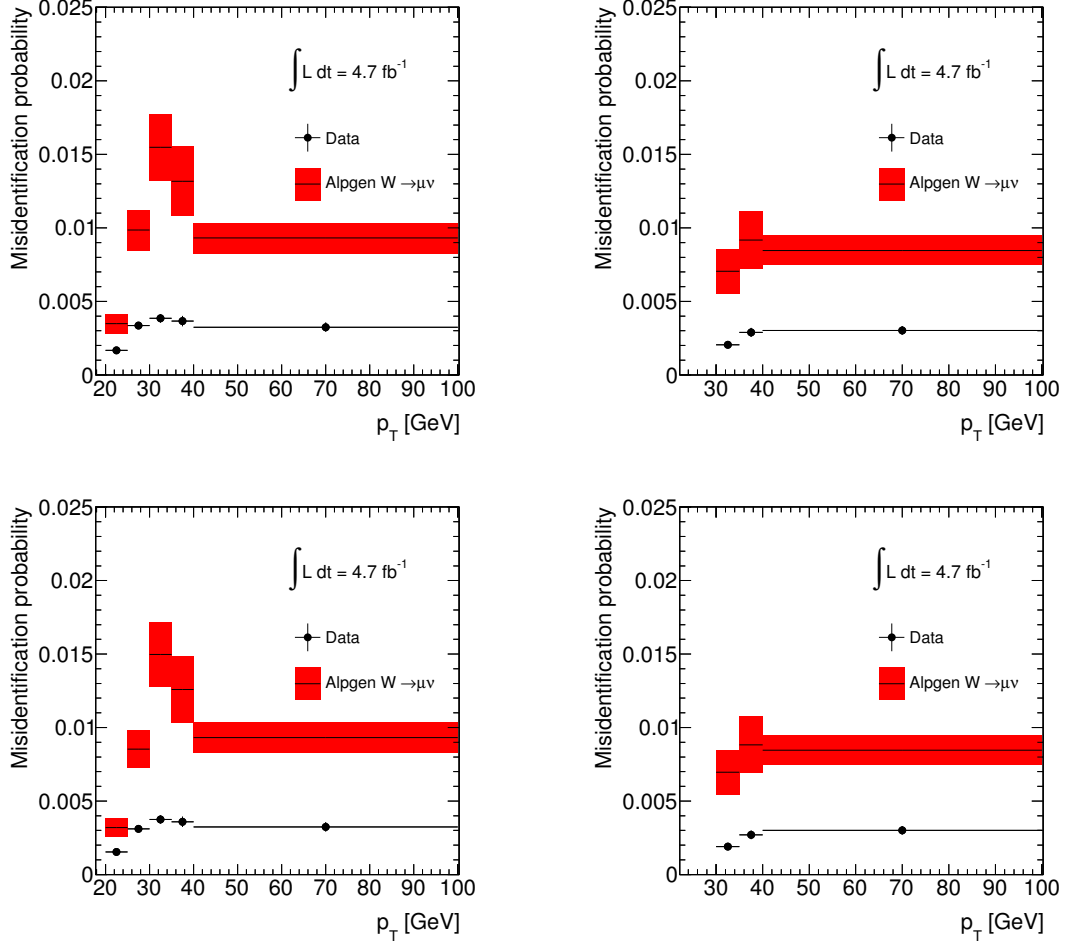 Misidentification probability
0.025
0.02
0.015
0.01
0.005
0
∫ L dt = 4.7 fb⁻¹
Data
Alpgen W →μν
20 30 40 50 60 70 80 90 100
p_T [GeV]
Misidentification probability
0.025
0.02
0.015
0.01
0.005
0
∫ L dt = 4.7 fb⁻¹
Data
Alpgen W →μν
30 40 50 60 70 80 90 100
p_T [GeV]
Misidentification probability
0.025
0.02
0.015
0.01
0.005
0
∫ L dt = 4.7 fb⁻¹
Data
Alpgen W →μν
20 30 40 50 60 70 80 90 100
p_T [GeV]
Misidentification probability
0.025
0.02
0.015
0.01
0.005
0
∫ L dt = 4.7 fb⁻¹
Data
Alpgen W →μν
30 40 50 60 70 80 90 100
p_T [GeV]